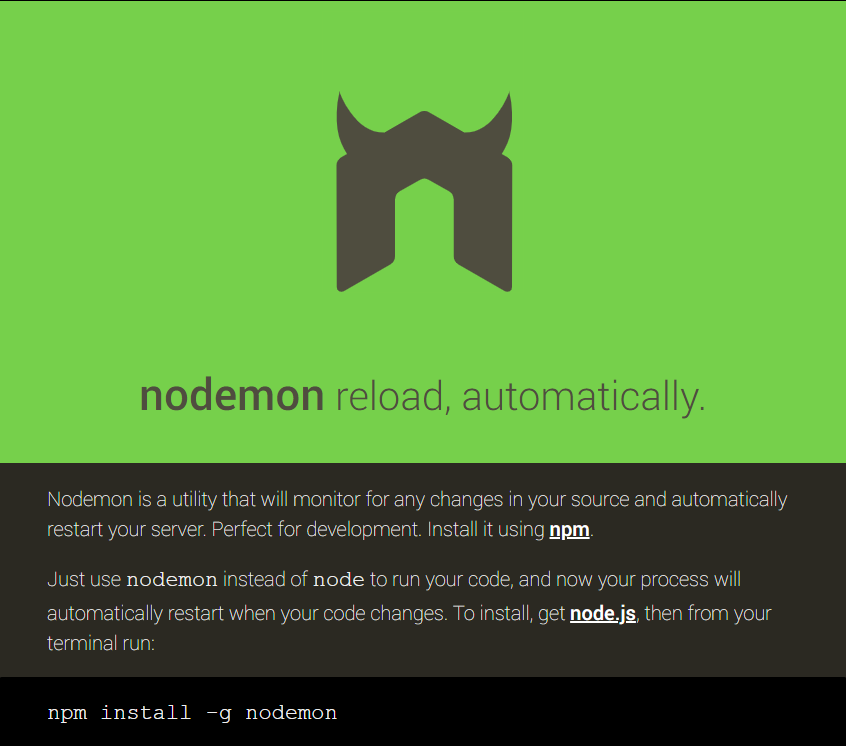 nodemon reload, automatically.
Nodemon is a utility that will monitor for any changes in your source and automatically
restart your server. Perfect for development. Install it using npm.
Just use nodemon instead of node to run your code, and now your process will
automatically restart when your code changes. To install, get node.js, then from your
terminal run:
npm install -g nodemon